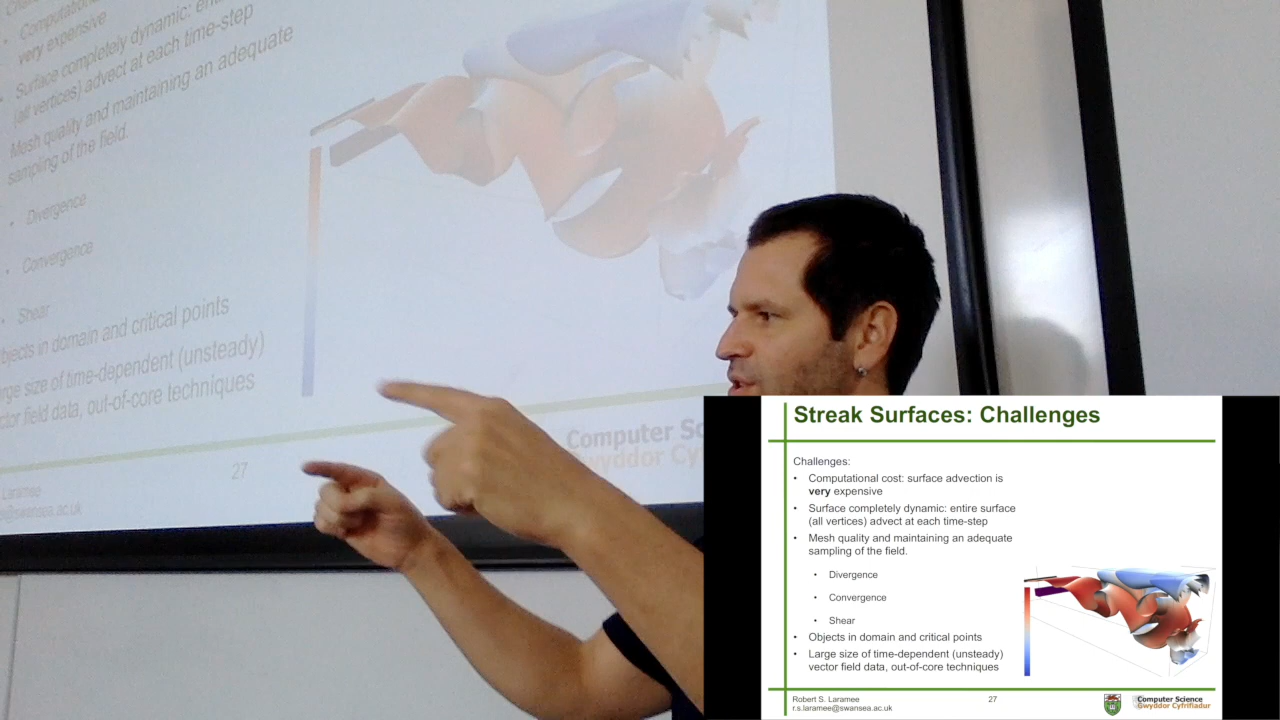 Computational
very expensive
Surface completely dynamic: enti
(all vertices) advect at each time-step
Mesh quality and maintaining an adequate
sampling of the field.
Divergence
Convergence
Shear
objects in domain and critical points
arge size of time-dependent (unsteady)
ctor field data, out-of-core techniques
Computer Sc
Gwyddor Cy
27
Laramee
@swansea.ac.uk
Streak Surfaces: Challenges
Challenges:
• Computational cost: surface advection is
very expensive
• Surface completely dynamic: entire surface
(all vertices) advect at each time-step
• Mesh quality and maintaining an adequate
sampling of the field.
• Divergence
• Convergence
• Shear
• Objects in domain and critical points
• Large size of time-dependent (unsteady)
vector field data, out-of-core techniques
Robert S. Laramee
r.s.laramee@swansea.ac.uk
27
Computer Science
Gwyddor Cyfrifiadur